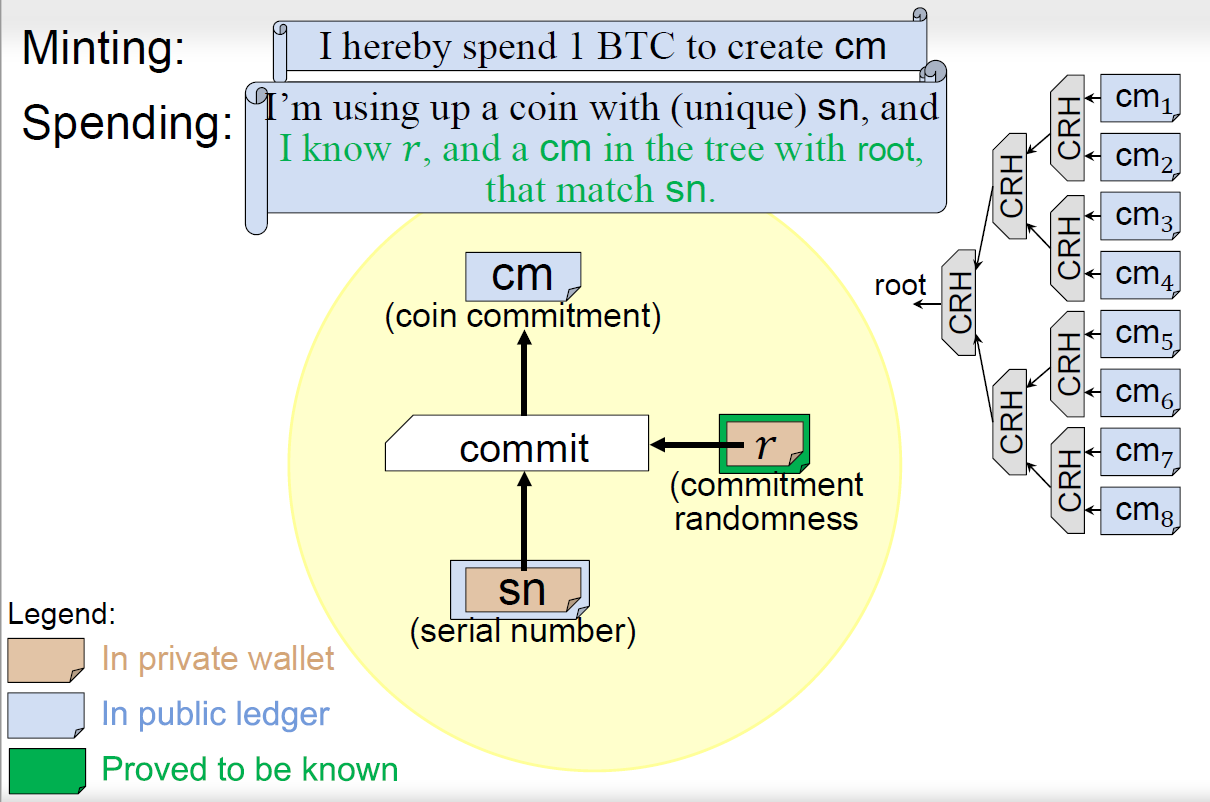 Minting:
I hereby spend 1 BTC to create cm
Spending:
I'm using up a coin with (unique) sn, and
I know r, and a cm in the tree with root,
that match sn.
cm
(coin commitment)
commit
r
(commitment
randomness
sn
(serial number)
root
CRH
CRH
CRH
CRH
CRH
CRH
CRH
cm₁
cm₂
cm₃
cm₄
cm₅
cm₆
cm₇
cm₈
Legend:
In private wallet
In public ledger
Proved to be known